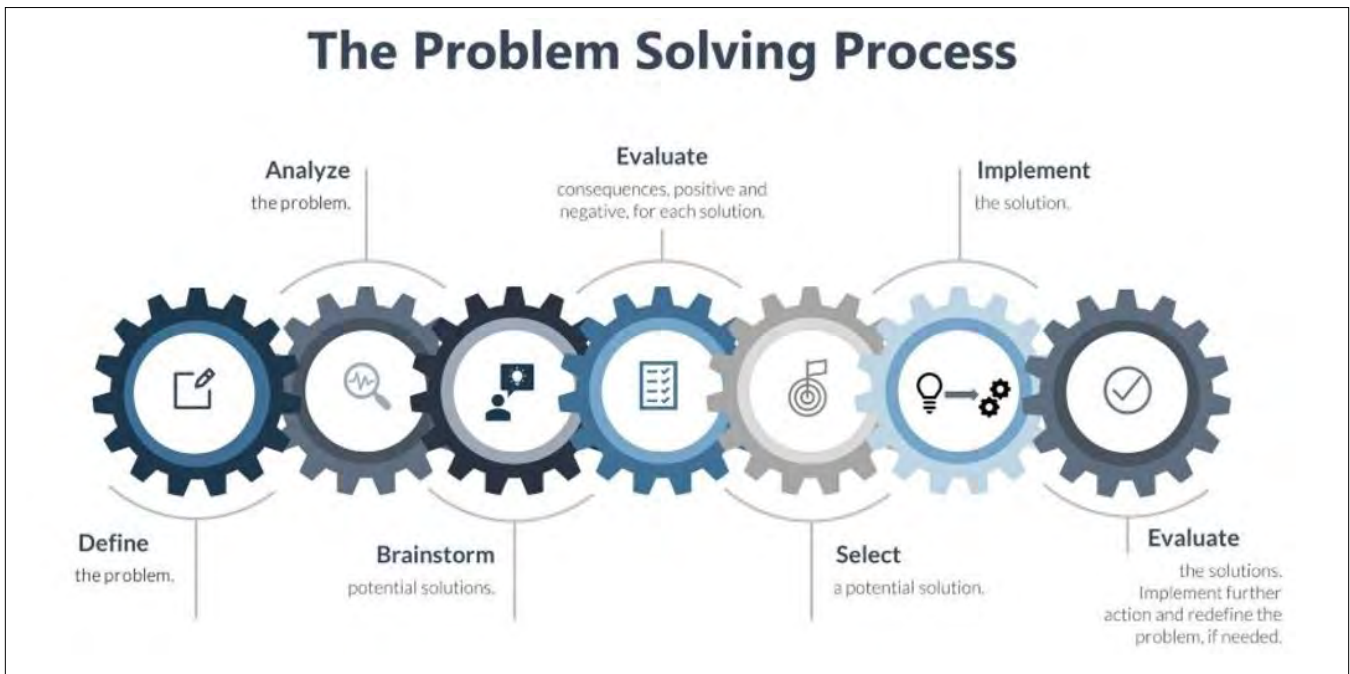 The Problem Solving Process
Define
the problem.
Analyze
the problem.
Brainstorm
potential solutions.
Evaluate
consequences, positive and
negative, for each solution.
Select
a potential solution.
Implement
the solution.
Evaluate
the solutions.
Implement further
action and redefine the
problem, if needed.